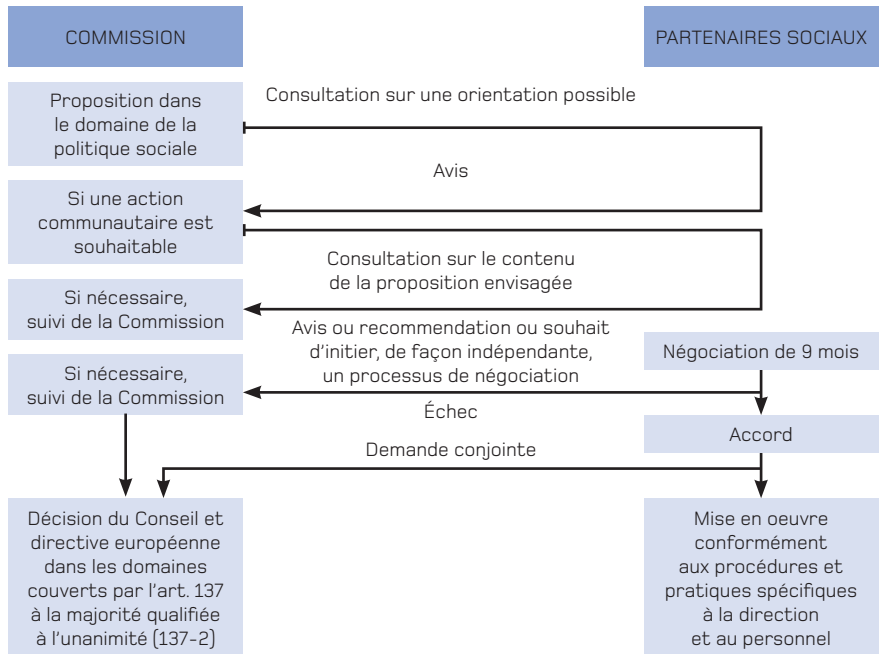 COMMISSION
PARTENAIRES SOCIAUX
Proposition dans
le domaine de la
politique sociale
Consultation sur une orientation possible
Avis
Si une action
communautaire est
souhaitable
Consultation sur le contenu
de la proposition envisagée
Si nécessaire,
suivi de la Commission
Avis ou recommendation ou souhait
d'initier, de façon indépendante,
un processus de négociation
Négociation de 9 mois
Si nécessaire,
suivi de la Commission
Échec
Accord
Demande conjointe
Décision du Conseil et
directive européenne
dans les domaines
couverts par l'art. 137
à la majorité qualifiée
à l'unanimité (137-2)
Mise en oeuvre
conformément
aux procédures et
pratiques spécifiques
à la direction
et au personnel